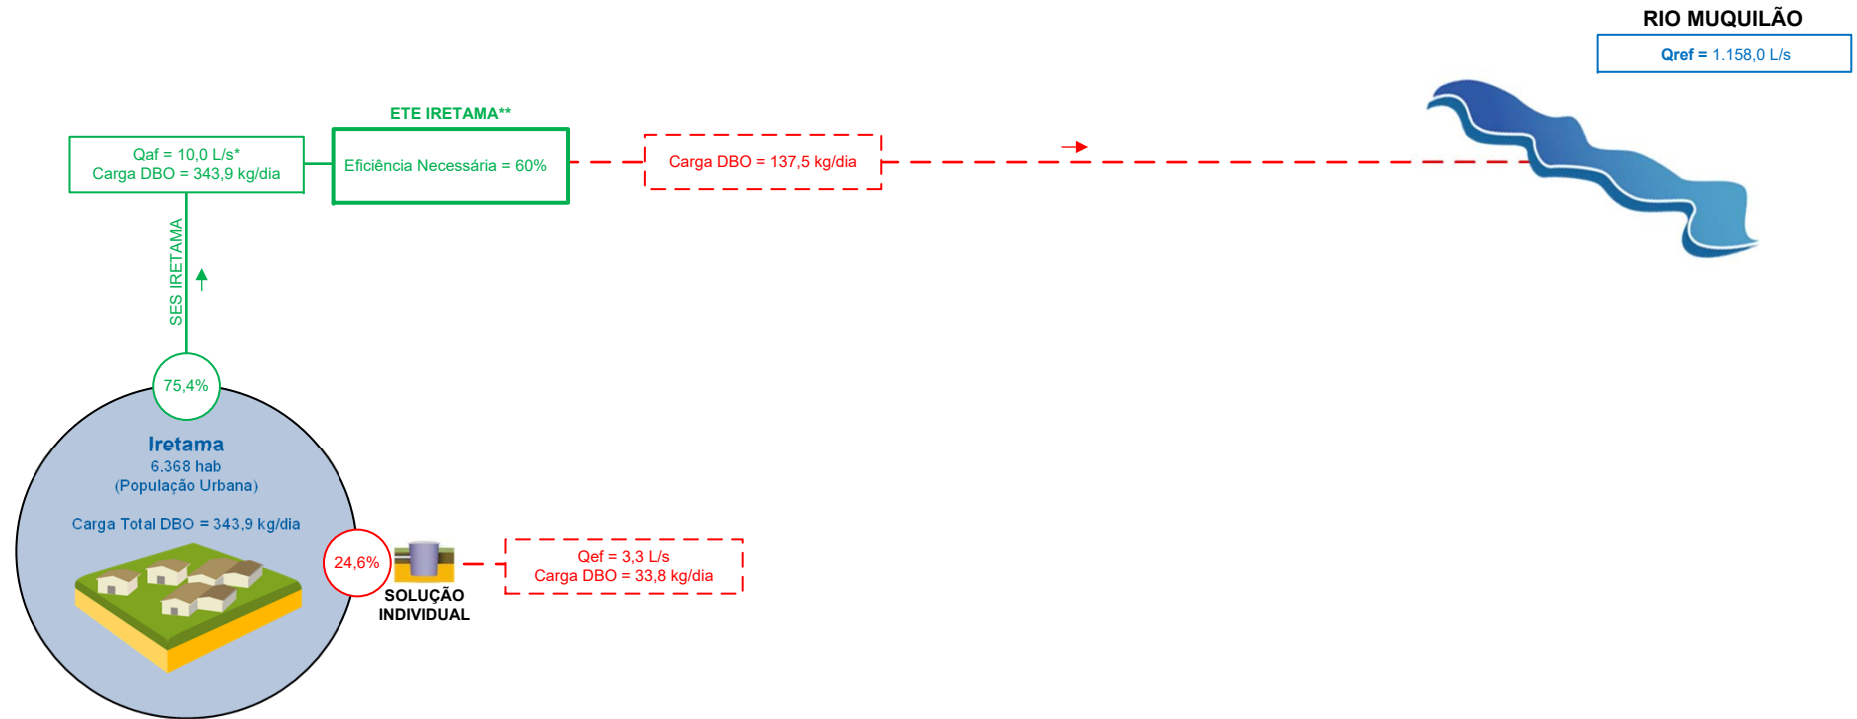 RIO MUQUILÃO
Qref = 1.158,0 L/s
ETE IRETAMA**
Qaf = 10,0 L/s*
Carga DBO = 343,9 kg/dia
Eficiência Necessária = 60%
Carga DBO = 137,5 kg/dia
SES IRETAMA
75,4%
Iretama
6.368 hab
(População Urbana)
Carga Total DBO = 343,9 kg/dia
24,6%
SOLUÇÃO
INDIVIDUAL
Qef = 3,3 L/s
Carga DBO = 33,8 kg/dia